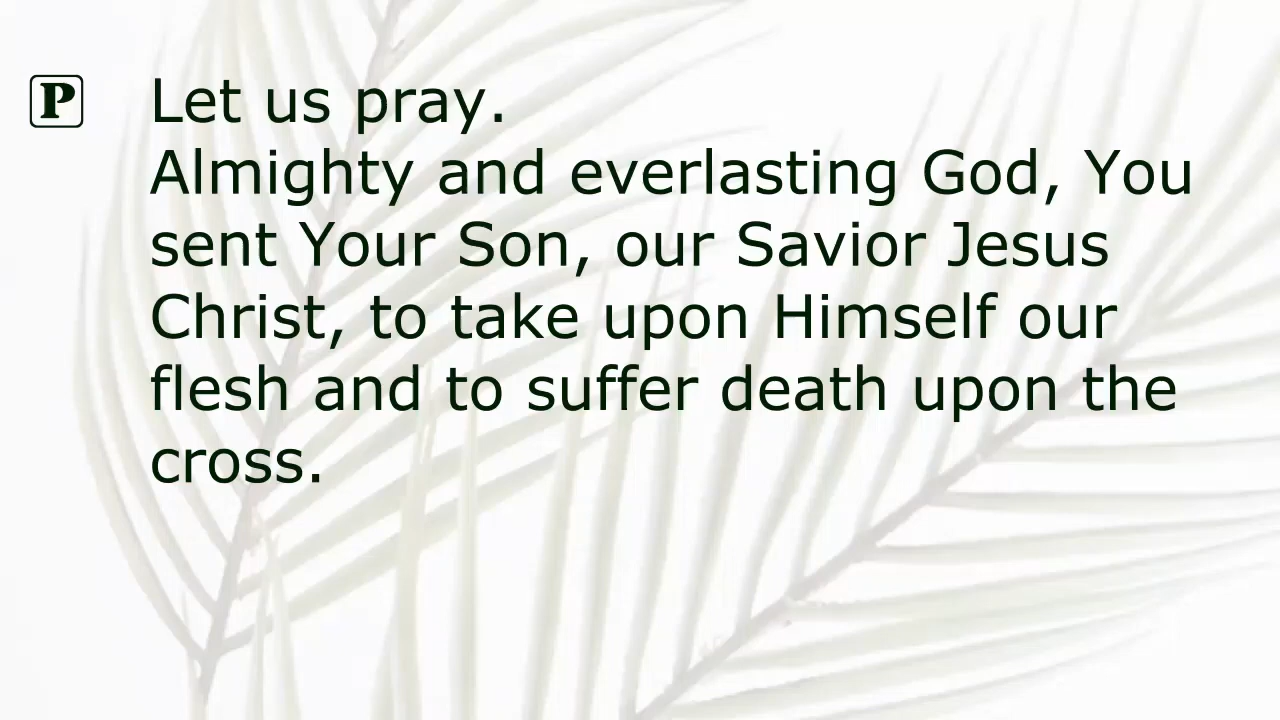 P Let us pray.
Almighty and everlasting God, You
sent Your Son, our Savior Jesus
Christ, to take upon Himself our
flesh and to suffer death upon the
cross.